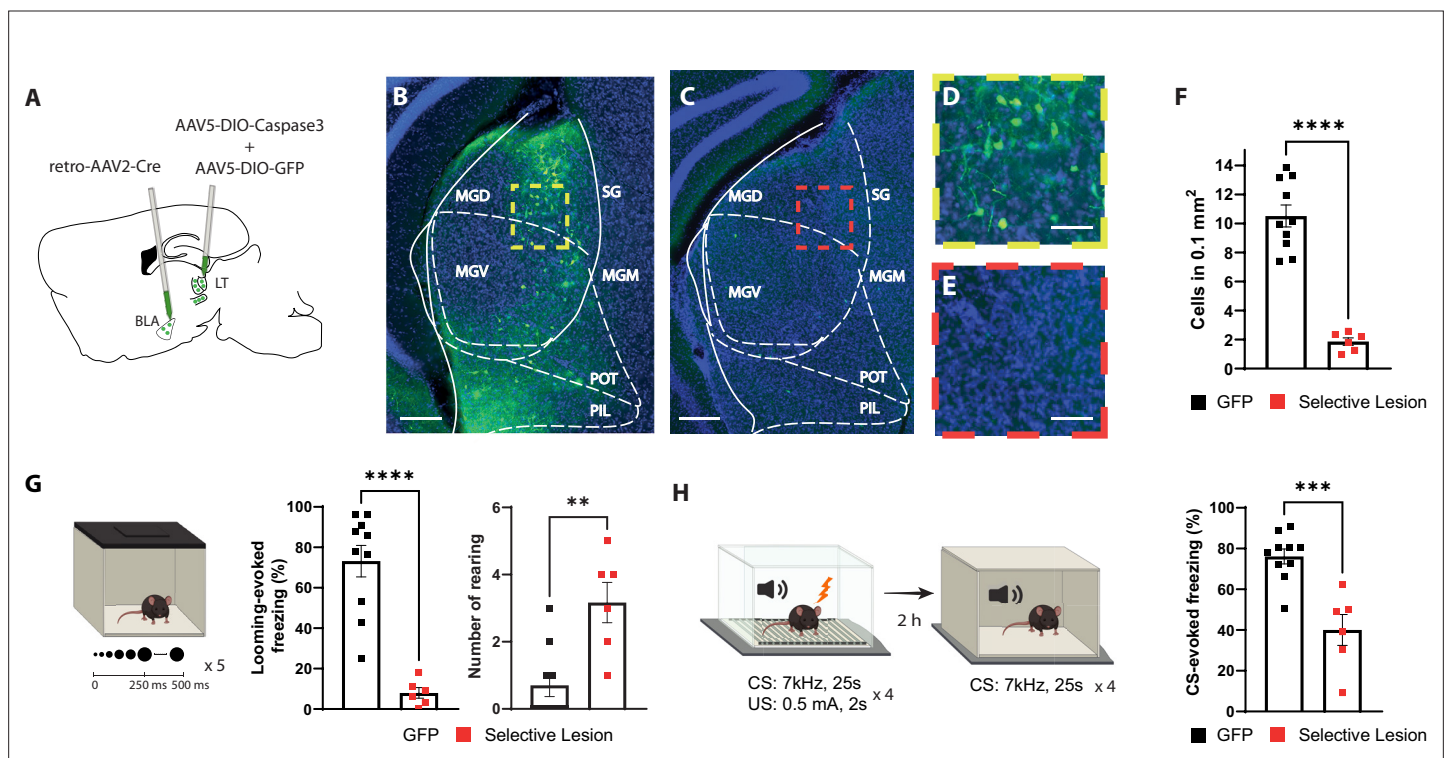 A
AAV5-DIO-Caspase3
+
AAV5-DIO-GFP
retro-AAV2-Cre
LT
BLA
B
MGD
SG
MGV
MGM
POT
PIL
C
MGD
SG
MGV
MGM
POT
PIL
D
E
F
****
Cells in 0.1 mm²
14
12
10
8
6
4
2
0
GFP Selective Lesion
G
0 250 ms 500 ms
x 5
****
Looming-evoked
freezing (%)
100
80
60
40
20
0
**
Number of rearing
6
4
2
0
GFP Selective Lesion
H
2 h
CS: 7kHz, 25s
US: 0.5 mA, 2s x 4
CS: 7kHz, 25s x 4
***
CS-evoked freezing (%)
100
80
60
40
20
0
GFP Selective Lesion